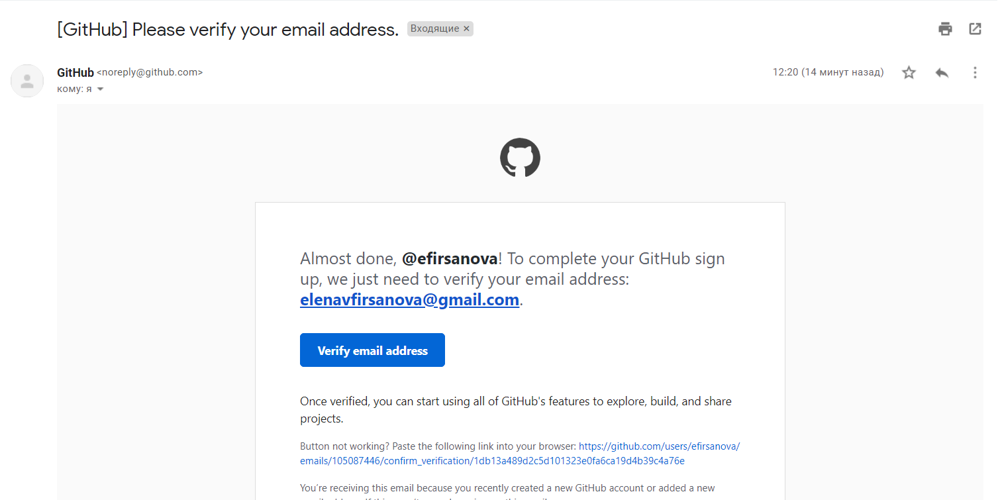 [GitHub] Please verify your email address. Входящие ×
GitHub <noreply@github.com> 12:20 (14 минут назад)
кому: я
Almost done, @efirsanova! To complete your GitHub sign
up, we just need to verify your email address:
elenavfirsanova@gmail.com.
Verify email address
Once verified, you can start using all of GitHub's features to explore, build, and share
projects.
Button not working? Paste the following link into your browser: https://github.com/users/efirsanova/
emails/105087446/confirm_verification/1db13a489d2c5d101323e0fa6ca19d4b39c4a76e
You’re receiving this email because you recently created a new GitHub account or added a new